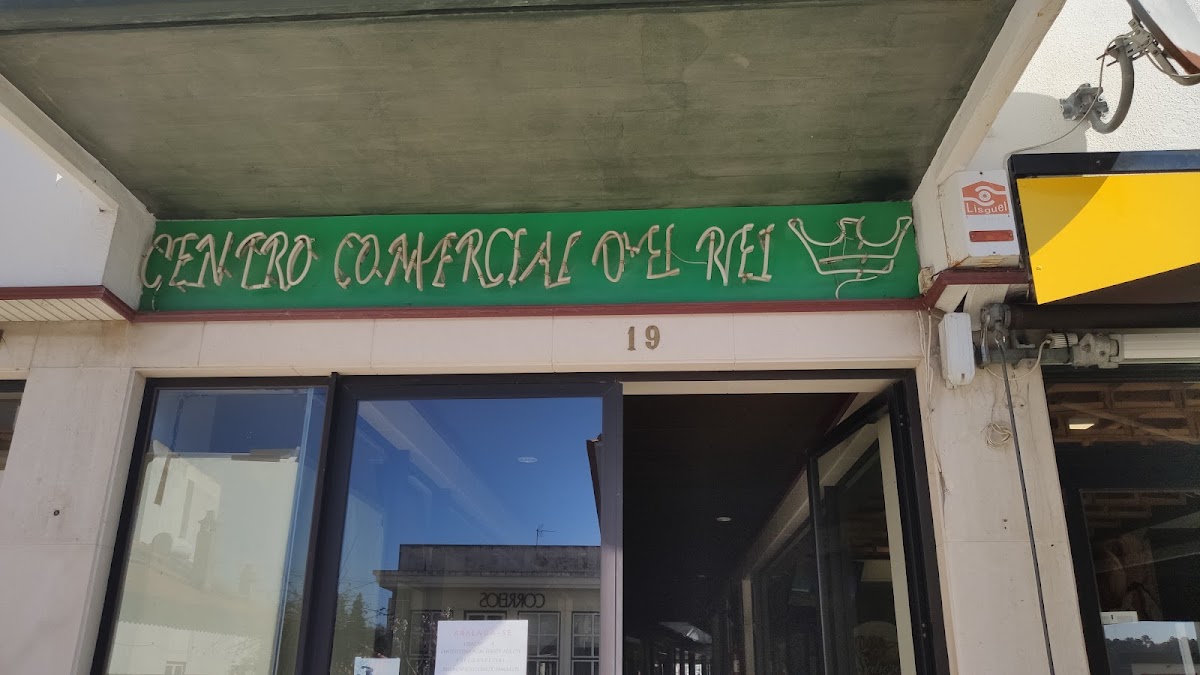 CENTRO COMERCIAL D'EL REI
Lisguel
19
CORREIOS